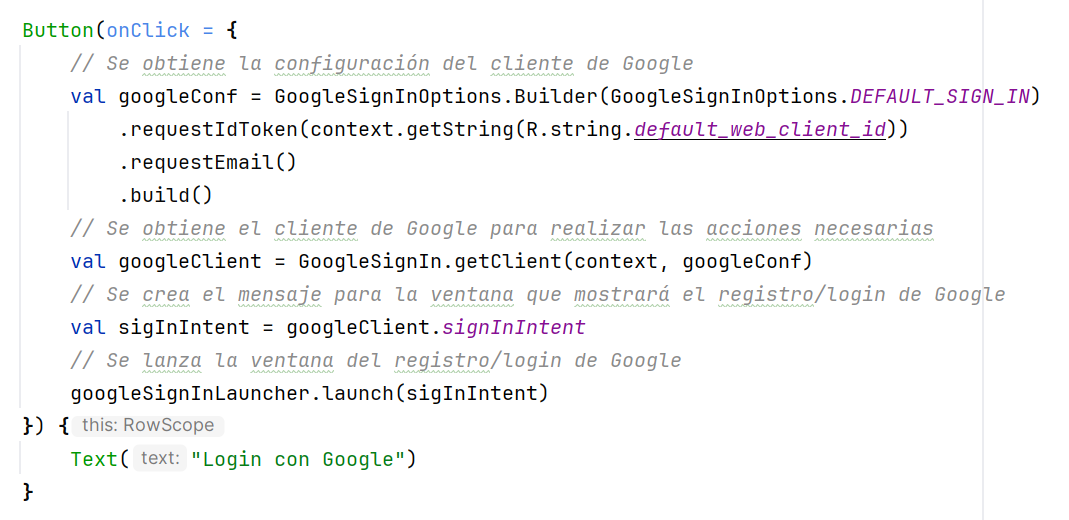 Button(onClick = {
    // Se obtiene la configuración del cliente de Google
    val googleConf = GoogleSignInOptions.Builder(GoogleSignInOptions.DEFAULT_SIGN_IN)
        .requestIdToken(context.getString(R.string.default_web_client_id))
        .requestEmail()
        .build()
    // Se obtiene el cliente de Google para realizar las acciones necesarias
    val googleClient = GoogleSignIn.getClient(context, googleConf)
    // Se crea el mensaje para la ventana que mostrará el registro/login de Google
    val sigInIntent = googleClient.signInIntent
    // Se lanza la ventana del registro/login de Google
    googleSignInLauncher.launch(sigInIntent)
}) { this: RowScope
    Text( text: "Login con Google")
}